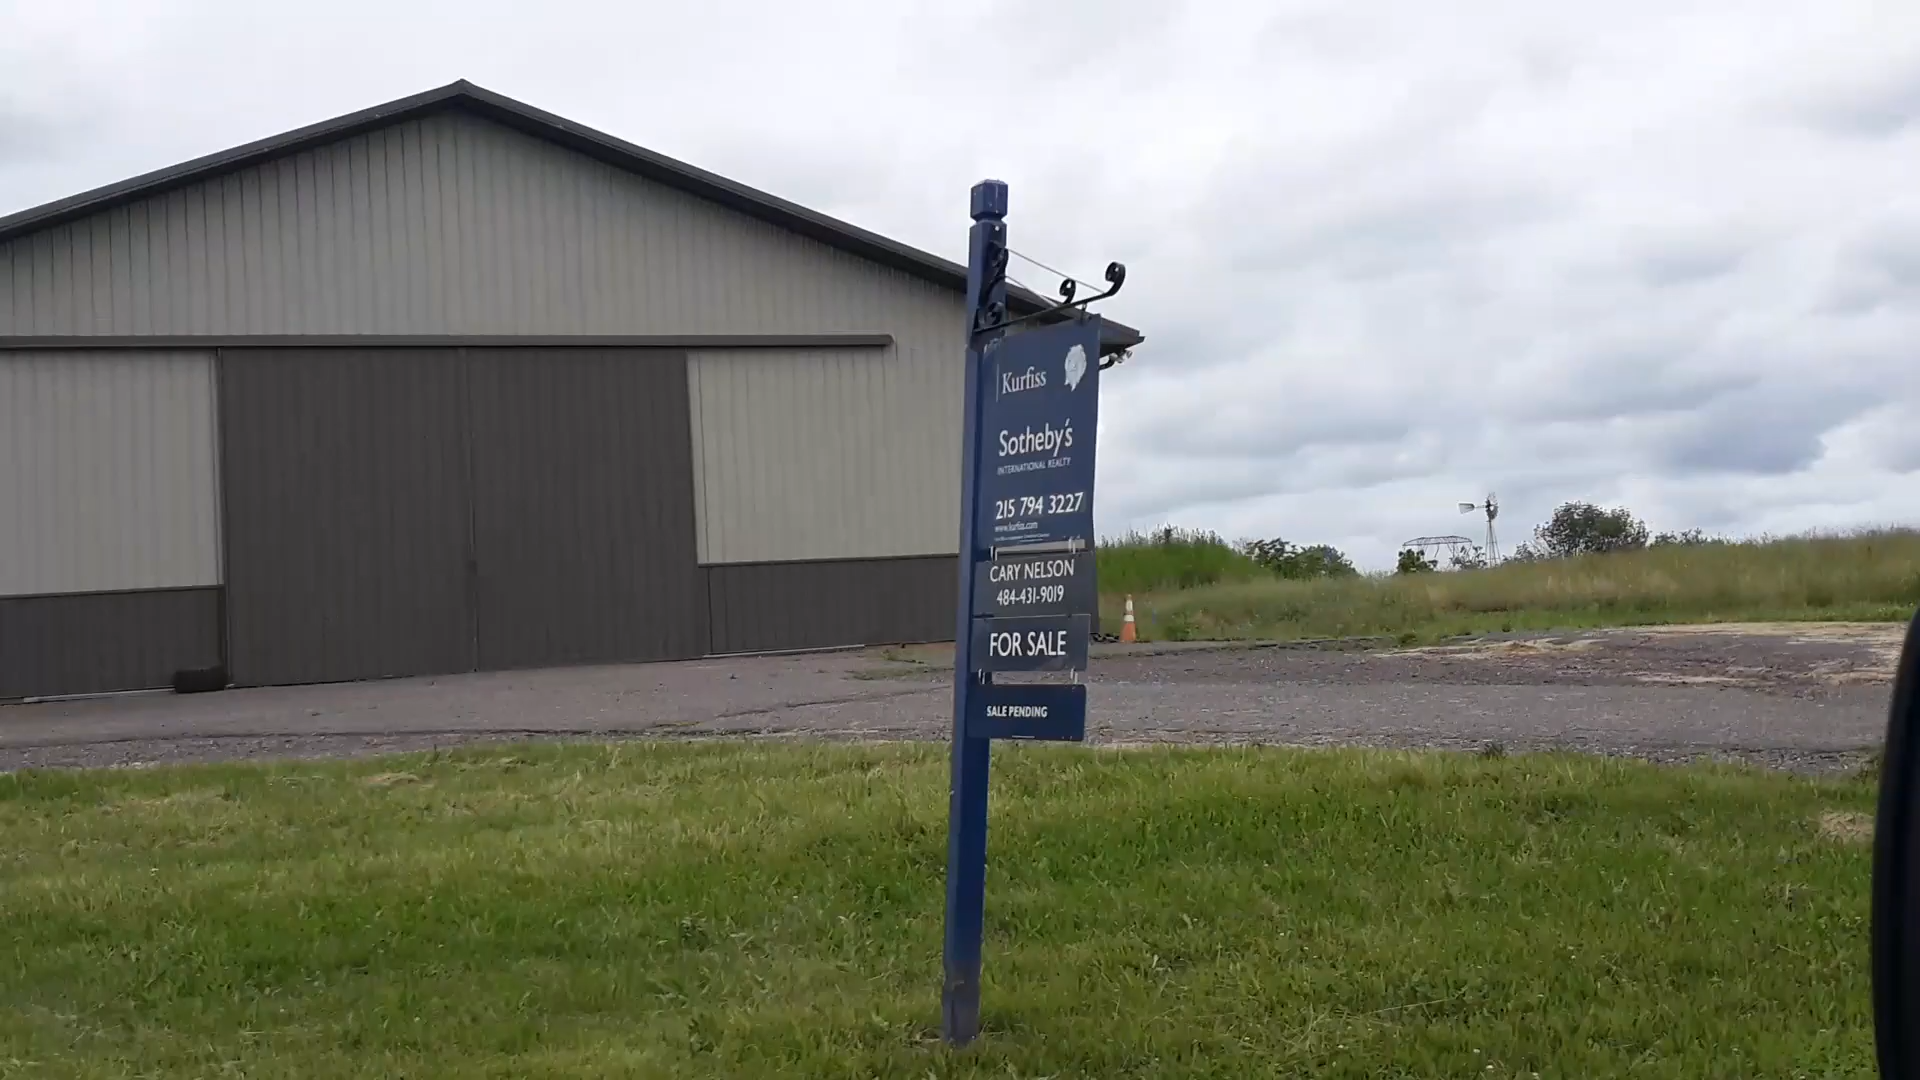 Kurfiss
Sotheby's
INTERNATIONAL REALTY
215 794 3227
www.kurfiss.com
CARY NELSON
484-431-9019
FOR SALE
SALE PENDING